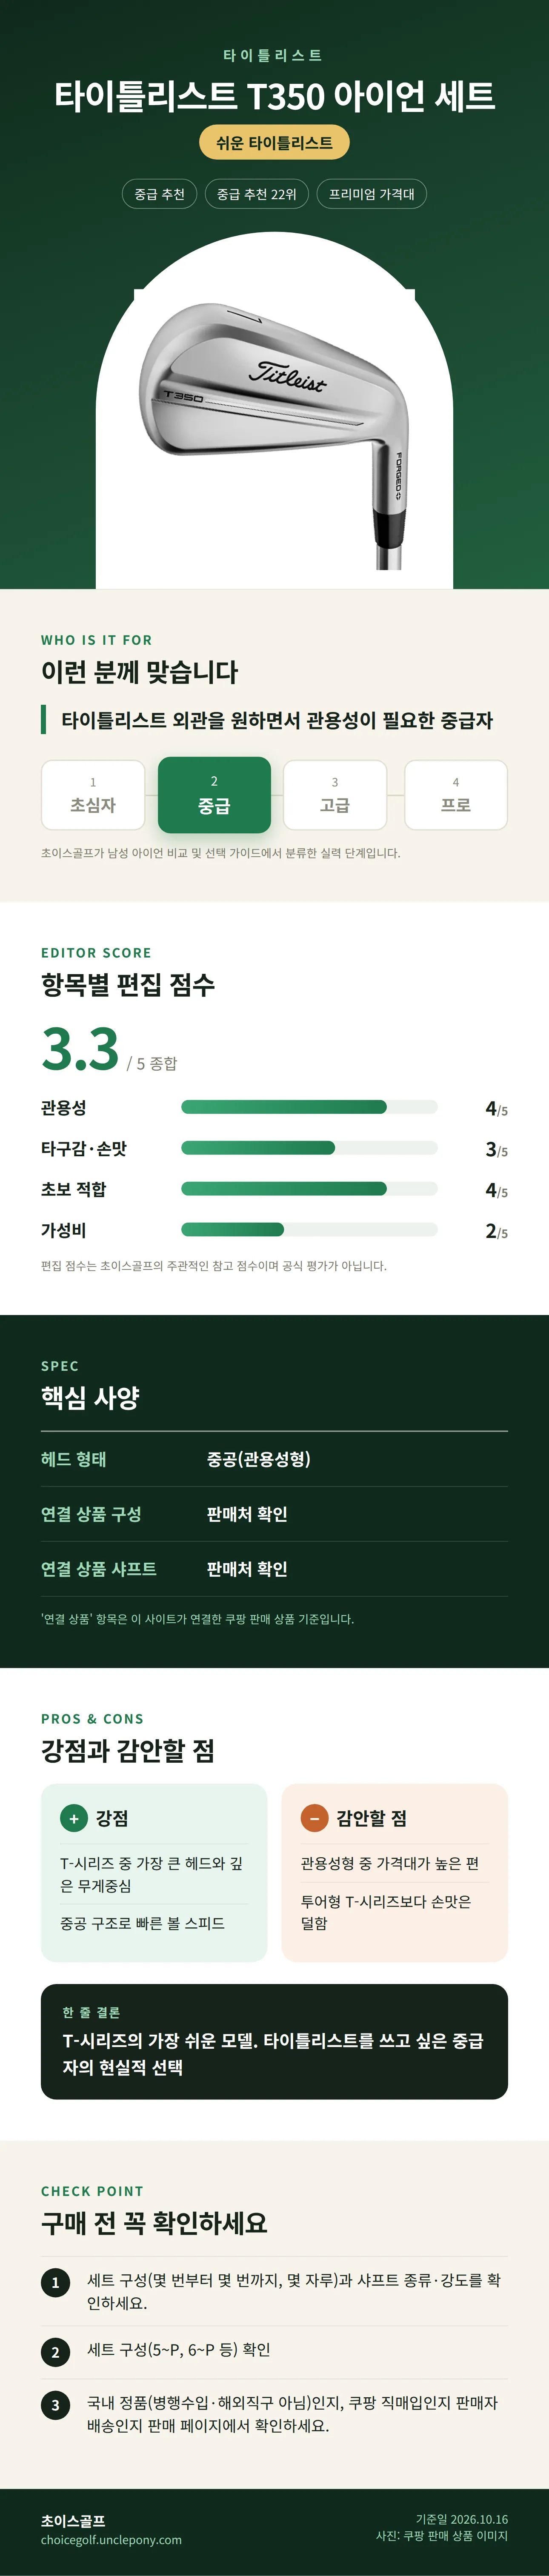 타이틀리스트
타이틀리스트 T350 아이언 세트
쉬운 타이틀리스트
중급 추천
중급 추천 22위
프리미엄 가격대
Titleist
T350
FORGED
WHO IS IT FOR
이런 분께 맞습니다
타이틀리스트 외관을 원하면서 관용성이 필요한 중급자
1
초심자
2
중급
3
고급
4
프로
초이스골프가 남성 아이언 비교 및 선택 가이드에서 분류한 실력 단계입니다.
EDITOR SCORE
항목별 편집 점수
3.3 / 5 종합
관용성 4/5
타구감·손맛 3/5
초보 적합 4/5
가성비 2/5
편집 점수는 초이스골프의 주관적인 참고 점수이며 공식 평가가 아닙니다.
SPEC
핵심 사양
헤드 형태 중공(관용성형)
연결 상품 구성 판매처 확인
연결 상품 샤프트 판매처 확인
'연결 상품' 항목은 이 사이트가 연결한 쿠팡 판매 상품 기준입니다.
PROS & CONS
강점과 감안할 점
+ 강점
T-시리즈 중 가장 큰 헤드와 깊
은 무게중심
중공 구조로 빠른 볼 스피드
− 감안할 점
관용성형 중 가격대가 높은 편
투어형 T-시리즈보다 손맛은
덜함
한 줄 결론
T-시리즈의 가장 쉬운 모델. 타이틀리스트를 쓰고 싶은 중급
자의 현실적 선택
CHECK POINT
구매 전 꼭 확인하세요
1 세트 구성(몇 번부터 몇 번까지, 몇 자루)과 샤프트 종류·강도를 확
인하세요.
2 세트 구성(5~P, 6~P 등) 확인
3 국내 정품(병행수입·해외직구 아님)인지, 쿠팡 직매입인지 판매자
배송인지 판매 페이지에서 확인하세요.
초이스골프
choicegolf.unclepony.com
기준일 2026.10.16
사진: 쿠팡 판매 상품 이미지